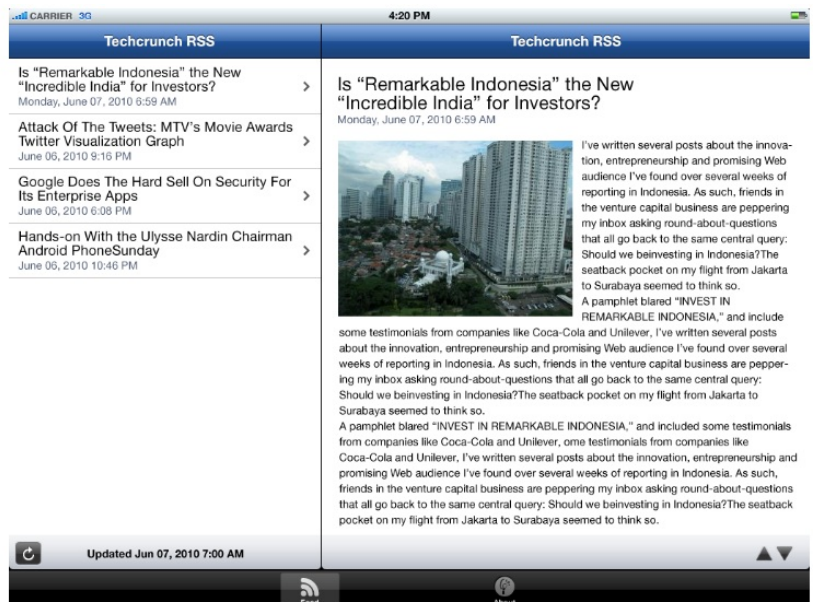 CARRIER 3G
4:20 PM
Techcrunch RSS
Techcrunch RSS
Is “Remarkable Indonesia” the New
“Incredible India” for Investors?
Monday, June 07, 2010 6:59 AM
Attack Of The Tweets: MTV’s Movie Awards
Twitter Visualization Graph
June 06, 2010 9:16 PM
Google Does The Hard Sell On Security For
Its Enterprise Apps
June 06, 2010 6:08 PM
Hands-on With the Ulysse Nardin Chairman
Android PhoneSunday
June 06, 2010 10:46 PM
Updated Jun 07, 2010 7:00 AM
Is “Remarkable Indonesia” the New
“Incredible India” for Investors?
Monday, June 07, 2010 6:59 AM
I’ve written several posts about the innova-
tion, entrepreneurship and promising Web
audience I’ve found over several weeks of
reporting in Indonesia. As such, friends in
the venture capital business are peppering
my inbox asking round-about-questions
that all go back to the same central query:
Should we beinvesting in Indonesia?The
seatback pocket on my flight from Jakarta
to Surabaya seemed to think so.
A pamphlet blared “INVEST IN
REMARKABLE INDONESIA,” and include
some testimonials from companies like Coca-Cola and Unilever, I’ve written several posts
about the innovation, entrepreneurship and promising Web audience I’ve found over several
weeks of reporting in Indonesia. As such, friends in the venture capital business are pepper-
ing my inbox asking round-about-questions that all go back to the same central query:
Should we beinvesting in Indonesia?The seatback pocket on my flight from Jakarta to
Surabaya seemed to think so.
A pamphlet blared “INVEST IN REMARKABLE INDONESIA,” and included some testimonials
from companies like Coca-Cola and Unilever, ome testimonials from companies like
Coca-Cola and Unilever, I’ve written several posts about the innovation, entrepreneurship and
promising Web audience I’ve found over several weeks of reporting in Indonesia. As such,
friends in the venture capital business are peppering my inbox asking round-about-questions
that all go back to the same central query: Should we beinvesting in Indonesia?The seatback
pocket on my flight from Jakarta to Surabaya seemed to think so.
Feed
About